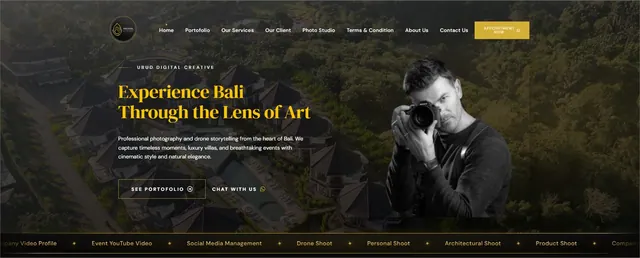 Home
Portofolio
Our Services
Our Client
Photo Studio
Terms & Condition
About Us
Contact Us
APPOINTMENT NOW
UBUD DIGITAL CREATIVE
Experience Bali
Through the Lens of Art
Professional photography and drone storytelling from the heart of Bali. We
capture timeless moments, luxury villas, and breathtaking events with
cinematic style and natural elegance.
SEE PORTOFOLIO
CHAT WITH US
Video Profile
Event YouTube Video
Social Media Management
Drone Shoot
Personal Shoot
Architectural Shoot
Product Shoot